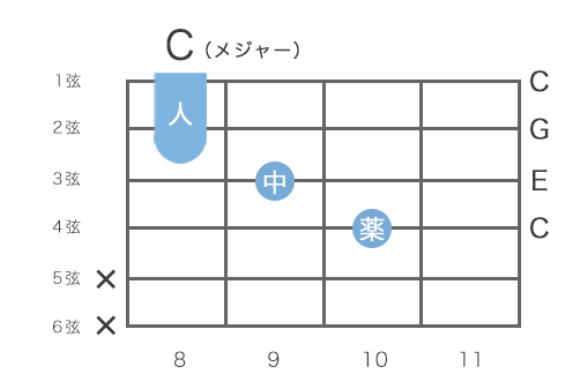 C (メジャー)
1弦 C
人
2弦 G
3弦 中 E
4弦 薬 C
5弦 ×
6弦 ×
8 9 10 11